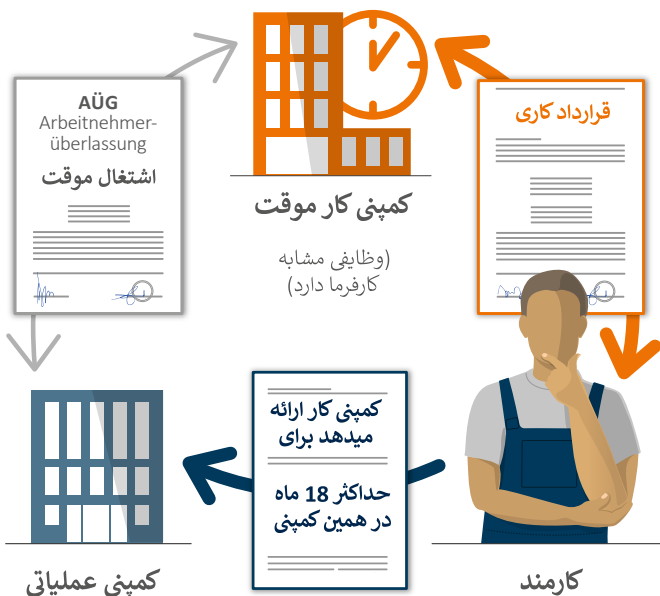 AÜG
Arbeitnehmer-
überlassung
اشتغال موقت
قرارداد کاری
کمپنی کار موقت
(وظایفی مشابه
کارفرما دارد)
کمپنی کار ارائه
میدهد برای
حداکثر 18 ماه
در همین کمپنی
کمپنی عملیاتی
کارمند